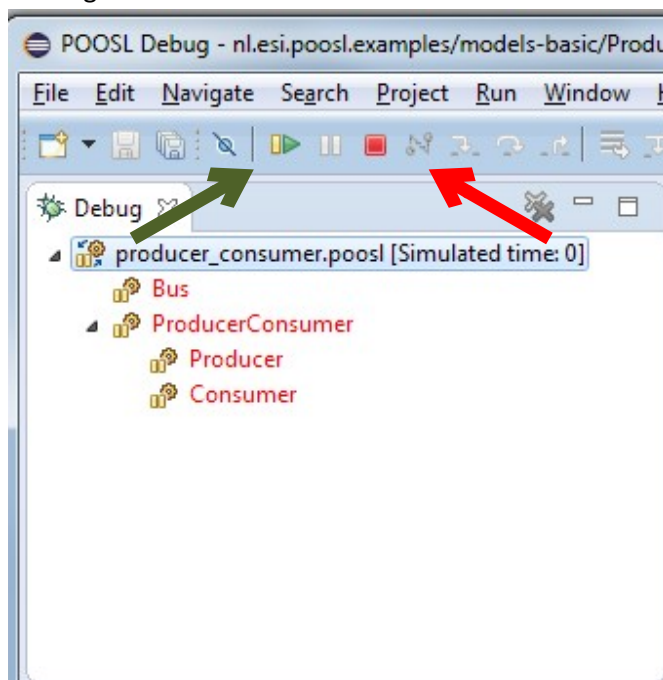 POOSL Debug - nl.esi.poosl.examples/models-basic/Produ
File Edit Navigate Search Project Run Window
Debug
producer_consumer.poosl [Simulated time: 0]
Bus
ProducerConsumer
Producer
Consumer